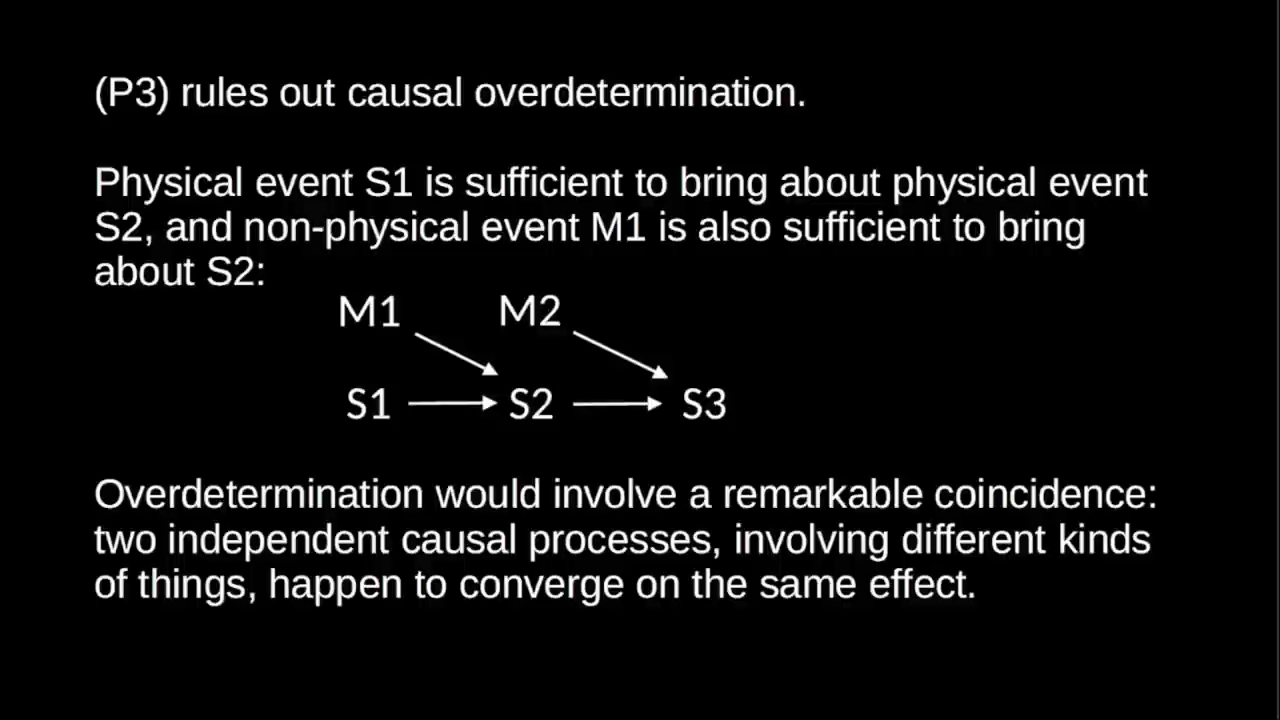 (P3) rules out causal overdetermination.
Physical event S1 is sufficient to bring about physical event
S2, and non-physical event M1 is also sufficient to bring
about S2:
M1 M2
S1 S2 S3
Overdetermination would involve a remarkable coincidence:
two independent causal processes, involving different kinds
of things, happen to converge on the same effect.